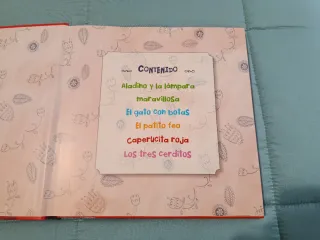 CONTENIDO
Aladino y la lámpara
maravillosa
El gato con botas
El patito feo
Caperucita roja
Los tres cerditos